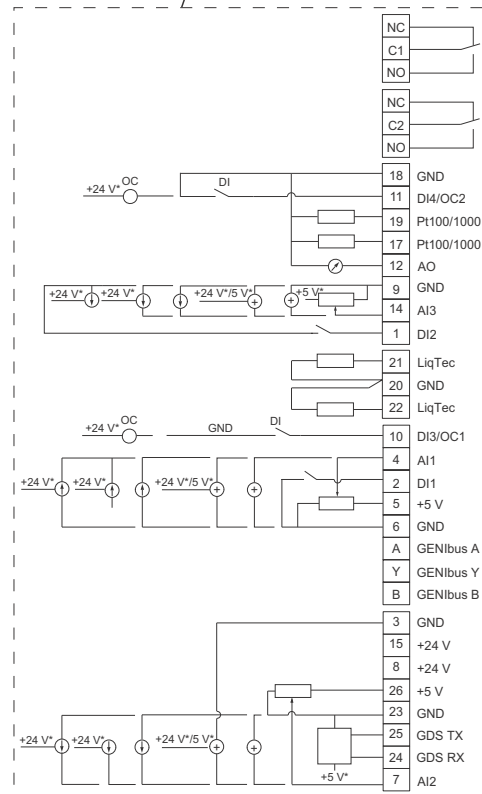 NC
C1
NO
NC
C2
NO
18 GND
+24 V* OC DI 11 DI4/OC2
19 Pt100/1000
17 Pt100/1000
12 AO
9 GND
+24 V* +24 V* +24 V*/5 V* +5 V*
14 AI3
1 DI2
21 LiqTec
20 GND
22 LiqTec
+24 V* OC GND DI 10 DI3/OC1
4 AI1
+24 V* +24 V* +24 V*/5 V* 2 DI1
5 +5 V
6 GND
A GENIbus A
Y GENIbus Y
B GENIbus B
3 GND
15 +24 V
8 +24 V
26 +5 V
23 GND
25 GDS TX
+24 V* +24 V* +24 V*/5 V* 24 GDS RX
+5 V* 7 AI2